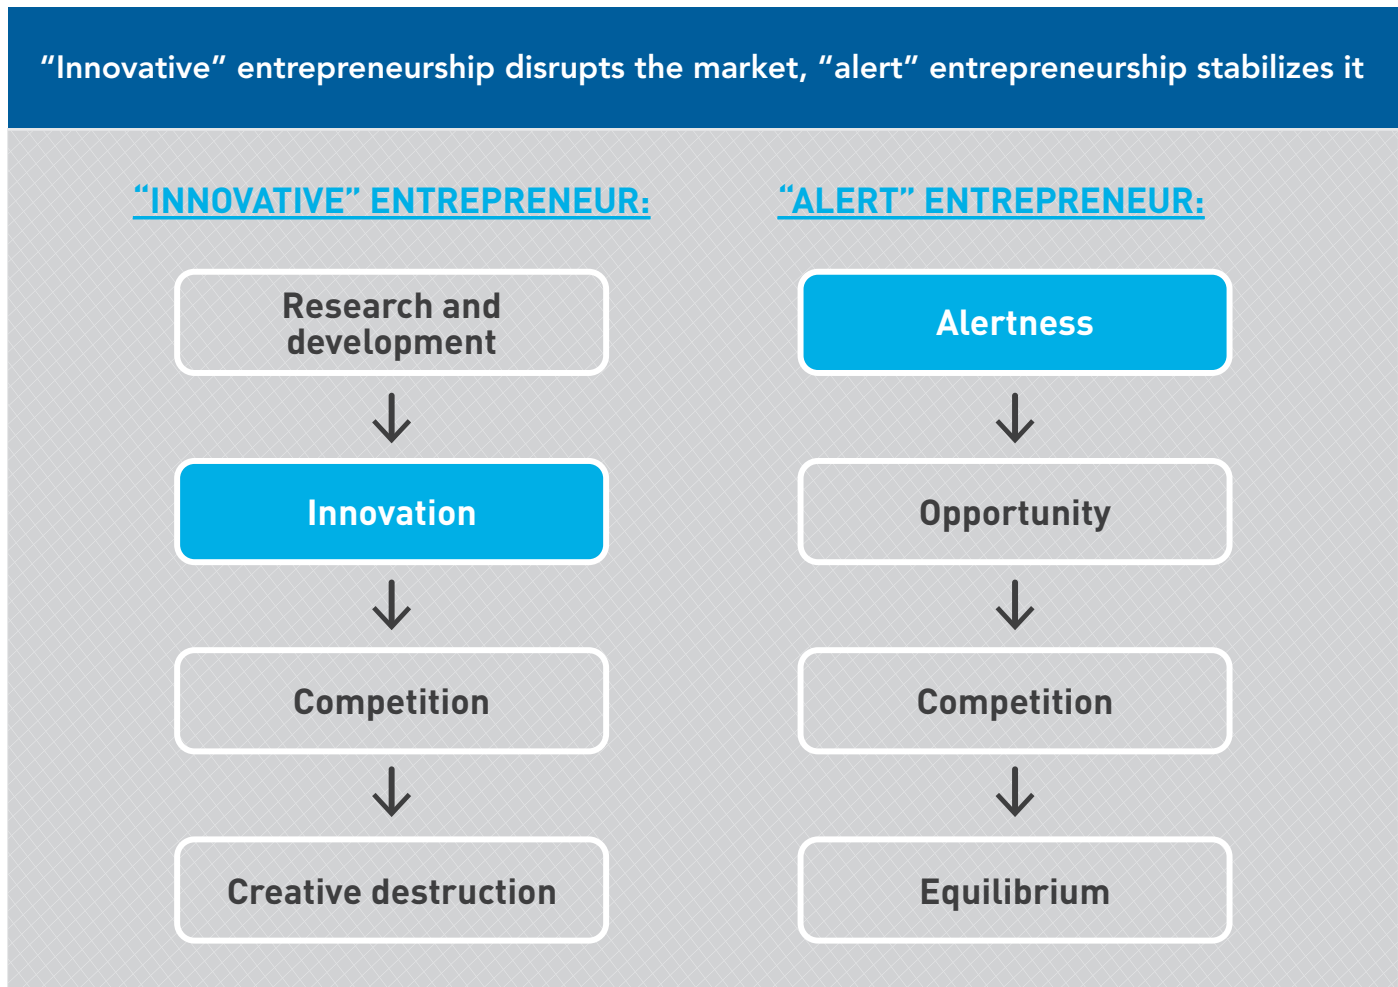 “Innovative” entrepreneurship disrupts the market, “alert” entrepreneurship stabilizes it
“INNOVATIVE” ENTREPRENEUR:
Research and
development
Innovation
Competition
Creative destruction
“ALERT” ENTREPRENEUR:
Alertness
Opportunity
Competition
Equilibrium